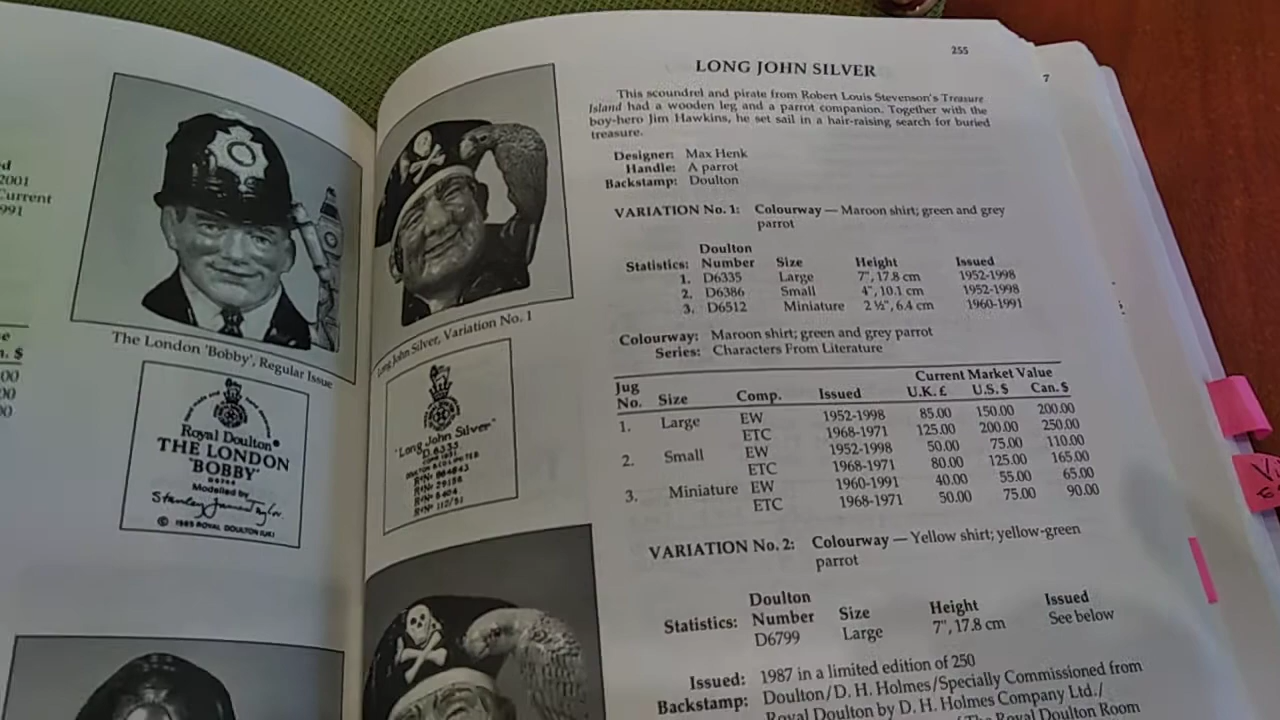 2001
Current
1991
The London 'Bobby', Regular Issue
Royal Doulton
THE LONDON
'BOBBY'
Modelled by
© 1985 ROYAL DOULTON (UK)
Long John Silver, Variation No. 1
"Long John Silver"
D 6335
255
7
LONG JOHN SILVER
This scoundrel and pirate from Robert Louis Stevenson's Treasure
Island had a wooden leg and a parrot companion. Together with the
boy-hero Jim Hawkins, he set sail in a hair-raising search for buried
treasure.
Designer: Max Henk
Handle: A parrot
Backstamp: Doulton
VARIATION No. 1: Colourway — Maroon shirt; green and grey
parrot
Doulton
Statistics: Number Size Height Issued
1. D6335 Large 7", 17.8 cm 1952-1998
2. D6386 Small 4", 10.1 cm 1952-1998
3. D6512 Miniature 2 ½", 6.4 cm 1960-1991
Colourway: Maroon shirt; green and grey parrot
Series: Characters From Literature
Jug Current Market Value
No. Size Comp. Issued U.K. £ U.S. $ Can. $
1. Large EW 1952-1998 85.00 150.00 200.00
ETC 1968-1971 125.00 200.00 250.00
2. Small EW 1952-1998 50.00 75.00 110.00
ETC 1968-1971 80.00 125.00 165.00
3. Miniature EW 1960-1991 40.00 55.00 65.00
ETC 1968-1971 50.00 75.00 90.00
VARIATION No. 2: Colourway — Yellow shirt; yellow-green
parrot
Doulton
Statistics: Number Size Height Issued
D6799 Large 7", 17.8 cm See below
Issued: 1987 in a limited edition of 250
Backstamp: Doulton/D. H. Holmes/Specially Commissioned from
Royal Doulton by D. H. Holmes Company Ltd./
The Royal Doulton Room